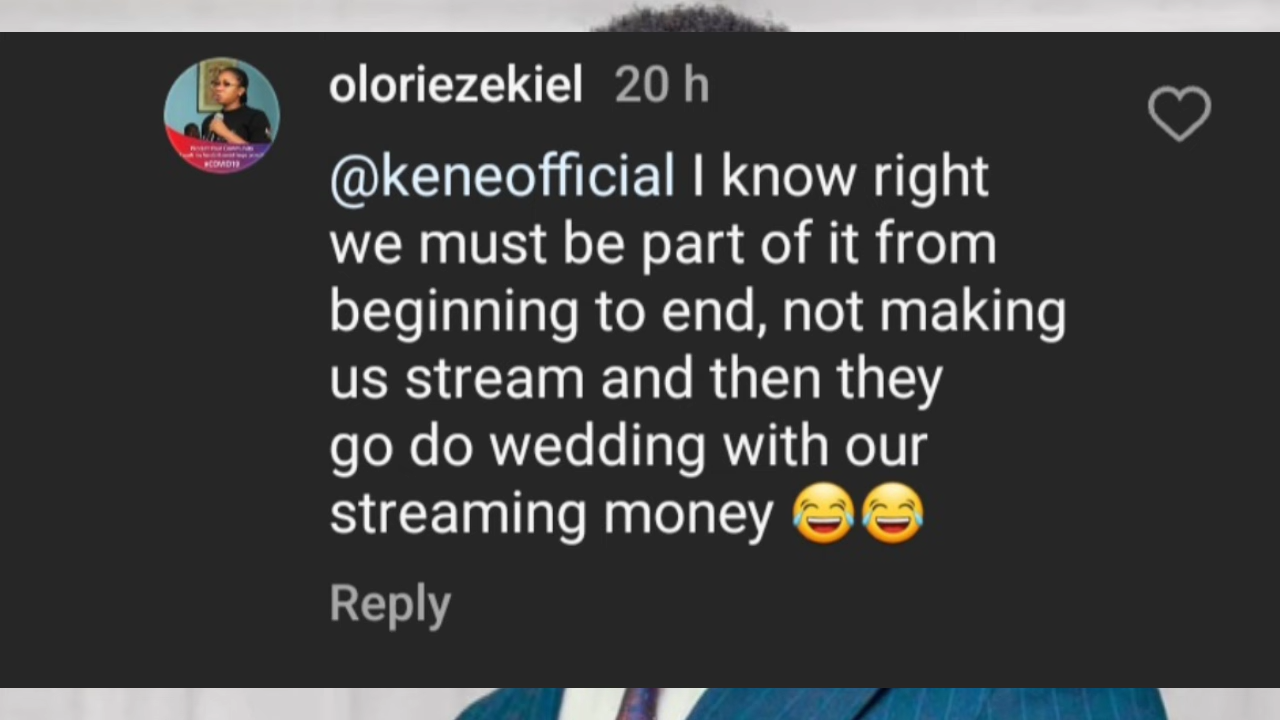 oloriezekiel 20 h
@keneofficial I know right
we must be part of it from
beginning to end, not making
us stream and then they
go do wedding with our
streaming money 😂😂
Reply
#COVID19